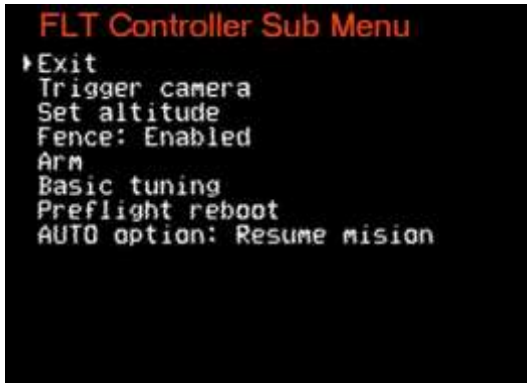 FLT Controller Sub Menu
Exit
Trigger camera
Set altitude
Fence: Enabled
Arm
Basic tuning
Preflight reboot
AUTO option: Resume mision